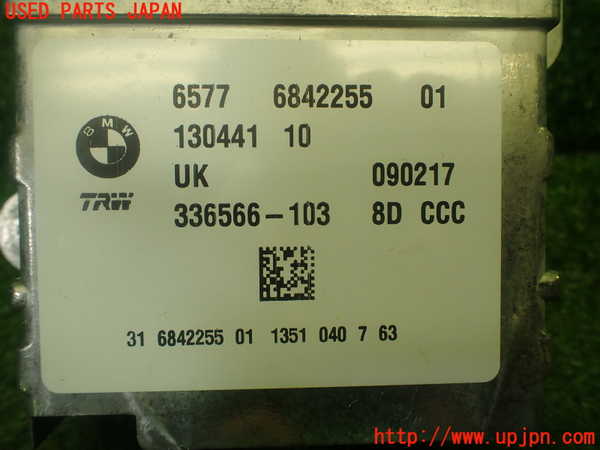 USED PARTS JAPAN
6577 6842255 01
BMW
130441 10
UK 090217
TRW
336566-103 8D CCC
31 6842255 01 1351 040 7 63
http://www.upjpn.com